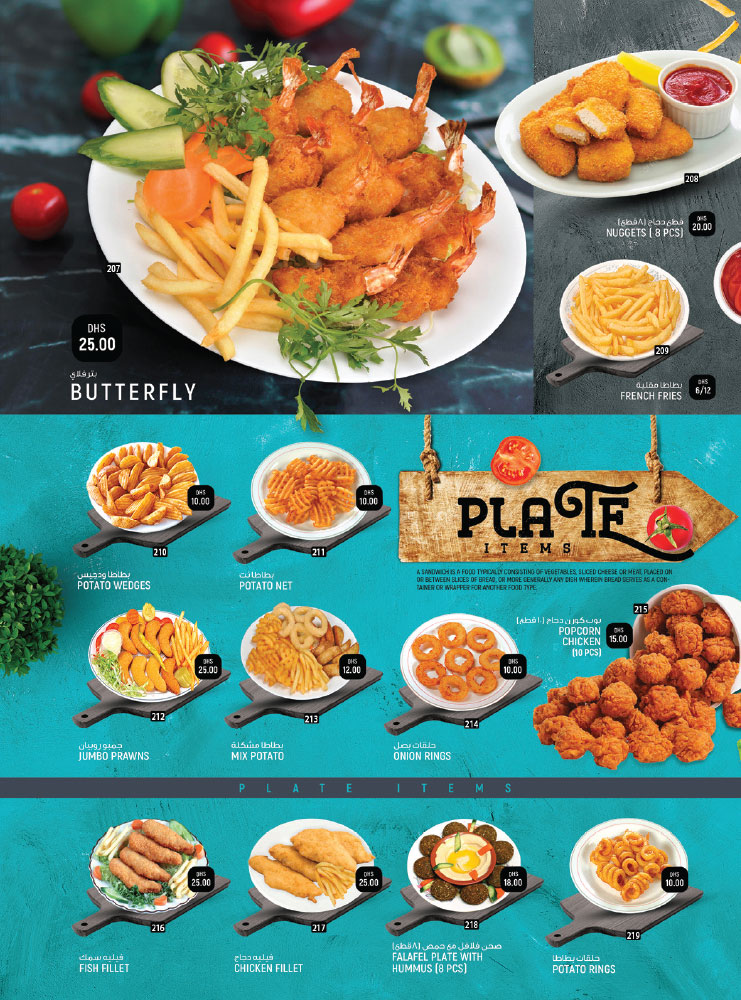 207
DHS
25.00
بترفلاي
BUTTERFLY
208
قطع دجاج (٨ قطع)
NUGGETS ( 8 PCS)
DHS
20.00
209
بطاطا مقلية
FRENCH FRIES
DHS
6/12
DHS
10.00
210
بطاطا ودجيس
POTATO WEDGES
DHS
10.00
211
بطاطا نت
POTATO NET
PLATE
ITEMS
A SANDWICH IS A FOOD TYPICALLY CONSISTING OF VEGETABLES, SLICED CHEESE OR MEAT, PLACED ON
OR BETWEEN SLICES OF BREAD, OR MORE GENERALLY ANY DISH WHEREIN BREAD SERVES AS A CON-
TAINER OR WRAPPER FOR ANOTHER FOOD TYPE.
DHS
25.00
212
جمبو روبيان
JUMBO PRAWNS
DHS
12.00
213
بطاطا مشكلة
MIX POTATO
DHS
10.00
214
حلقات بصل
ONION RINGS
215
بوب كورن دجاج (١٠ قطع)
POPCORN
CHICKEN
(10 PCS)
DHS
15.00
PLATE ITEMS
DHS
25.00
216
فيليه سمك
FISH FILLET
DHS
25.00
217
فيليه دجاج
CHICKEN FILLET
DHS
18.00
218
صحن فلافل مع حمص (٨ قطع)
FALAFEL PLATE WITH
HUMMUS (8 PCS)
DHS
10.00
219
حلقات بطاطا
POTATO RINGS